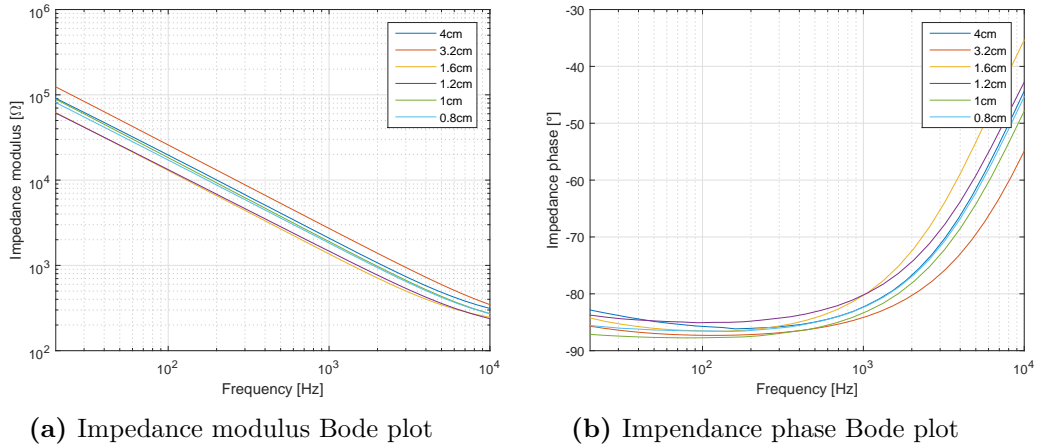 10^6
10^5
10^4
10^3
10^2
Impedance modulus [Ω]
4cm
3.2cm
1.6cm
1.2cm
1cm
0.8cm
10^2
10^3
10^4
Frequency [Hz]
(a) Impedance modulus Bode plot
-30
-40
-50
-60
-70
-80
-90
Impedance phase [°]
4cm
3.2cm
1.6cm
1.2cm
1cm
0.8cm
10^2
10^3
10^4
Frequency [Hz]
(b) Impendance phase Bode plot